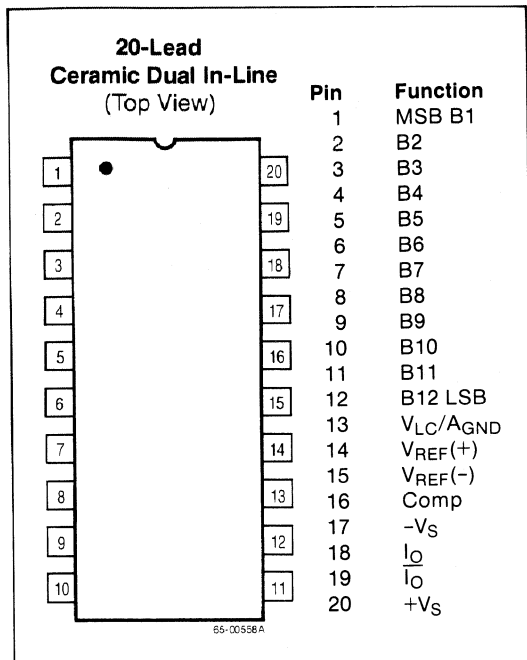 20-Lead
Ceramic Dual In-Line
(Top View)
1 20
2 19
3 18
4 17
5 16
6 15
7 14
8 13
9 12
10 11
65-00558A
Pin Function
1 MSB B1
2 B2
3 B3
4 B4
5 B5
6 B6
7 B7
8 B8
9 B9
10 B10
11 B11
12 B12 LSB
13 VLC/AGND
14 VREF(+)
15 VREF(-)
16 Comp
17 -VS
18 IO
19 I̅O̅
20 +VS